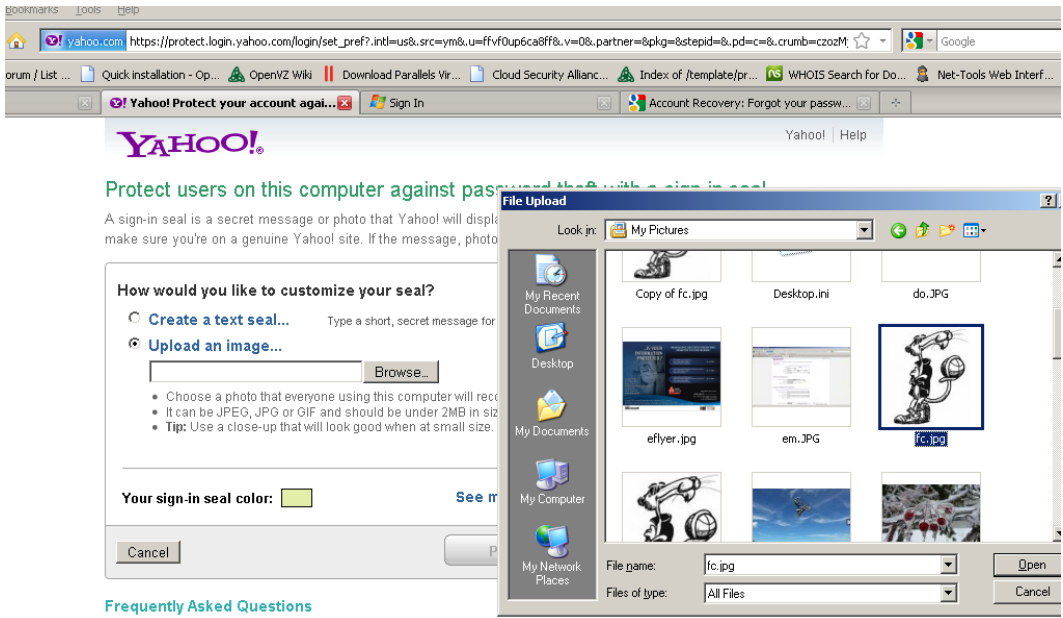 Bookmarks Tools Help
yahoo.com https://protect.login.yahoo.com/login/set_pref?.intl=us&.src=ym&.u=ffvf0up6ca8ff&.v=0&.partner=&pkg=&stepid=&.pd=c=&.crumb=czozM; Google
orum / List ... Quick installation - Op... OpenVZ Wiki Download Parallels Vir... Cloud Security Allianc... Index of /template/pr... WHOIS Search for Do... Net-Tools Web Interf...
Yahoo! Protect your account agai... Sign In Account Recovery: Forgot your passw...
YAHOO!® Yahoo! | Help
Protect users on this computer against password theft with a sign-in seal
A sign-in seal is a secret message or photo that Yahoo! will displa
make sure you're on a genuine Yahoo! site. If the message, photo
How would you like to customize your seal?
Create a text seal... Type a short, secret message for
Upload an image...
Browse...
• Choose a photo that everyone using this computer will reco
• It can be JPEG, JPG or GIF and should be under 2MB in siz
• Tip: Use a close-up that will look good when at small size.
Your sign-in seal color: See m
Cancel P
Frequently Asked Questions
File Upload ?
Look in: My Pictures
My Recent
Documents
Desktop
My Documents
My Computer
My Network
Places
Copy of fc.jpg Desktop.ini do.JPG
eflyer.jpg em.JPG fc.jpg
File name: fc.jpg Open
Files of type: All Files Cancel